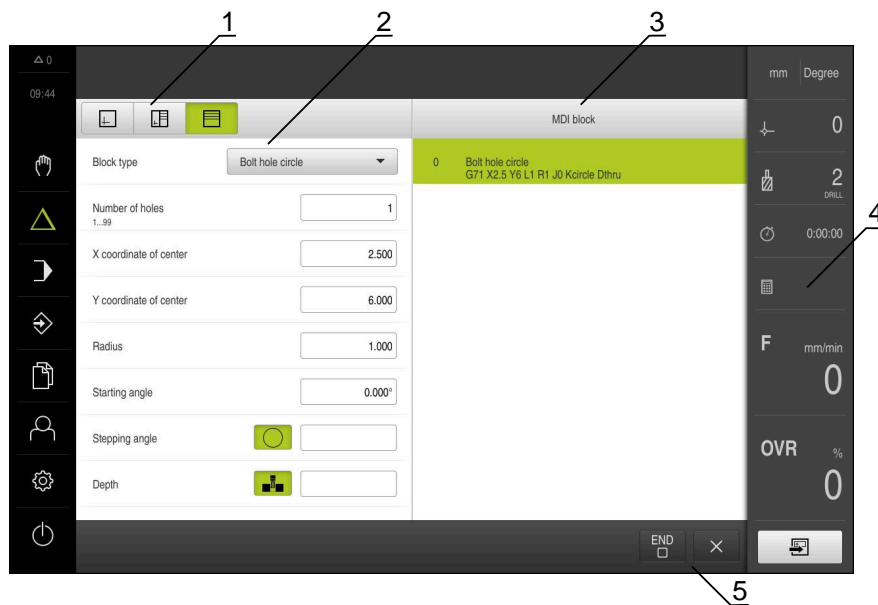 1
2
3
4
5
0
09:44
MDI block
Block type
Bolt hole circle
Number of holes
1...99
1
X coordinate of center
2.500
Y coordinate of center
6.000
Radius
1.000
Starting angle
0.000°
Stepping angle
Depth
0
Bolt hole circle
G71 X2.5 Y6 L1 R1 J0 Kcircle Dthru
END
mm
Degree
0
2
DRILL
0:00:00
F
mm/min
0
OVR
%
0